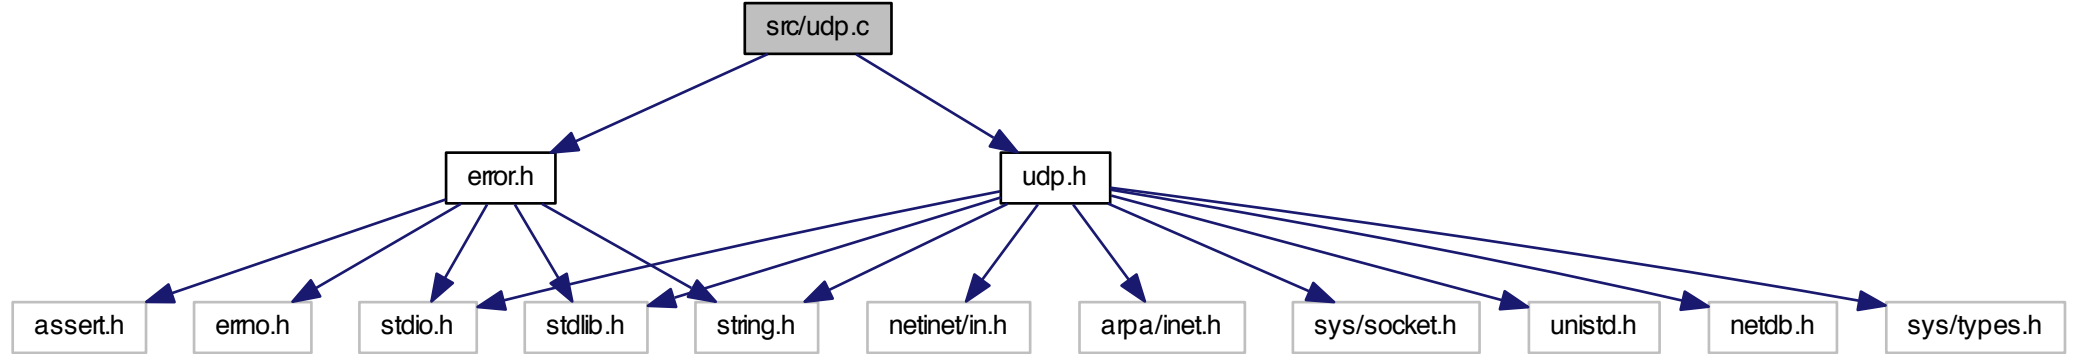 src/udp.c
error.h
udp.h
assert.h
errno.h
stdio.h
stdlib.h
string.h
netinet/in.h
arpa/inet.h
sys/socket.h
unistd.h
netdb.h
sys/types.h